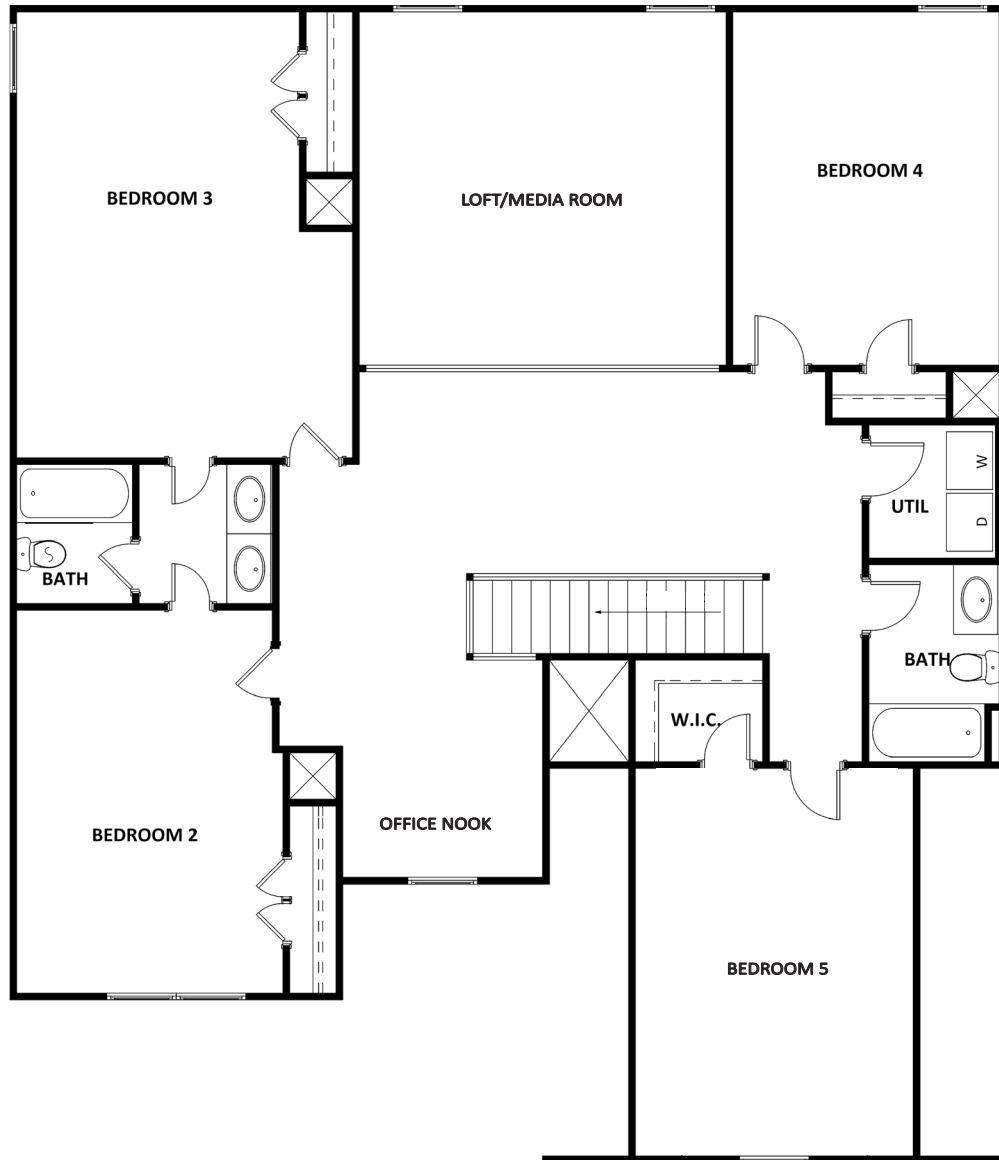 BEDROOM 3
LOFT/MEDIA ROOM
BEDROOM 4
W
UTIL
D
BATH
BATH
W.I.C.
BEDROOM 2
OFFICE NOOK
BEDROOM 5